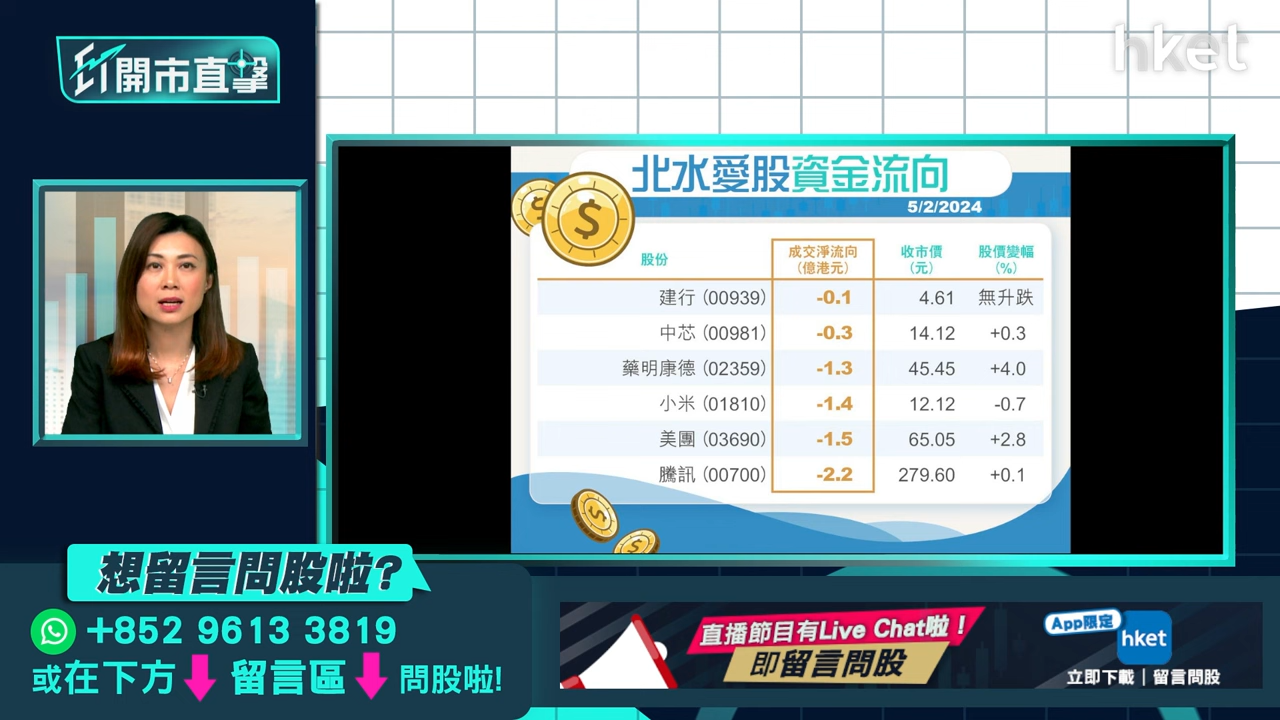 開市直擊
hket
北水愛股資金流向
5/2/2024
股份 成交淨流向 (億港元) 收市價 (元) 股價變幅 (%)
建行 (00939) -0.1 4.61 無升跌
中芯 (00981) -0.3 14.12 +0.3
藥明康德 (02359) -1.3 45.45 +4.0
小米 (01810) -1.4 12.12 -0.7
美團 (03690) -1.5 65.05 +2.8
騰訊 (00700) -2.2 279.60 +0.1
想留言問股啦?
+852 9613 3819
或在下方 留言區 問股啦!
直播節目有Live Chat啦！
即留言問股
App限定
hket
立即下載｜留言問股